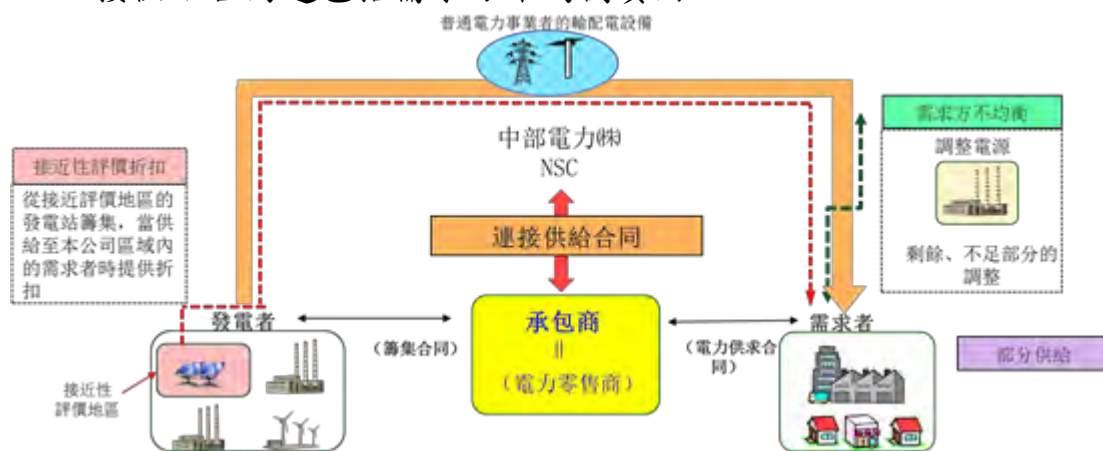 普通電力事業者的輸配電設備
中部電力㈱
NSC
需求方不均衡
調整電源
剩餘、不足部分的
調整
接近性評價折扣
從接近評價地區的
發電站籌集，當供
給至本公司區域內
的需求者時提供折
扣
連接供給合同
發電者
（籌集合同）
承包商
||
（電力零售商）
（電力供求合
同）
需求者
部分供給
接近性
評價地區